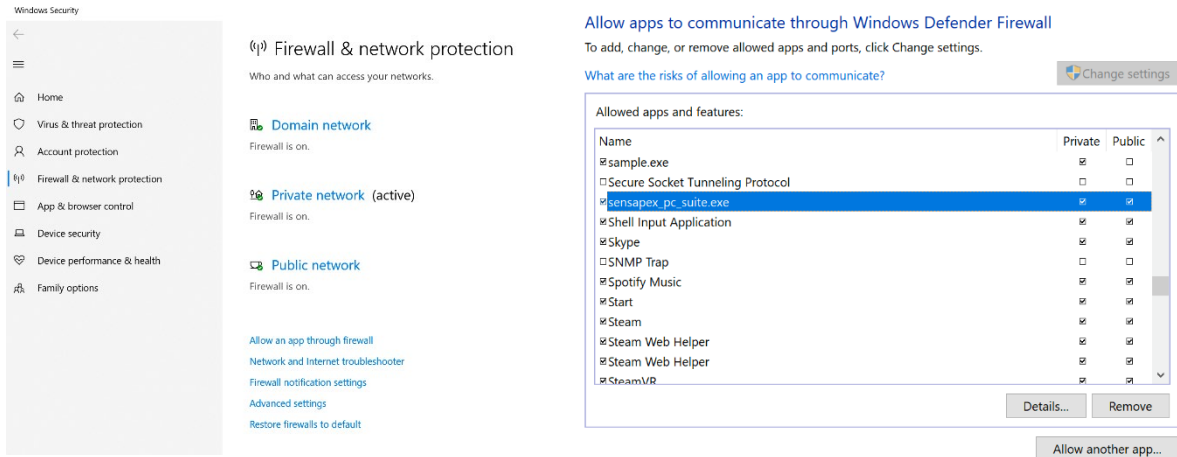 Windows Security
Home
Virus & threat protection
Account protection
Firewall & network protection
App & browser control
Device security
Device performance & health
Family options
Firewall & network protection
Who and what can access your networks.
Domain network
Firewall is on.
Private network (active)
Firewall is on.
Public network
Firewall is on.
Allow an app through firewall
Network and Internet troubleshooter
Firewall notification settings
Advanced settings
Restore firewalls to default
Allow apps to communicate through Windows Defender Firewall
To add, change, or remove allowed apps and ports, click Change settings.
What are the risks of allowing an app to communicate?
Change settings
Allowed apps and features:
Name Private Public
sample.exe
Secure Socket Tunneling Protocol
sensapex_pc_suite.exe
Shell Input Application
Skype
SNMP Trap
Spotify Music
Start
Steam
Steam Web Helper
Steam Web Helper
SteamVR
Details... Remove
Allow another app...